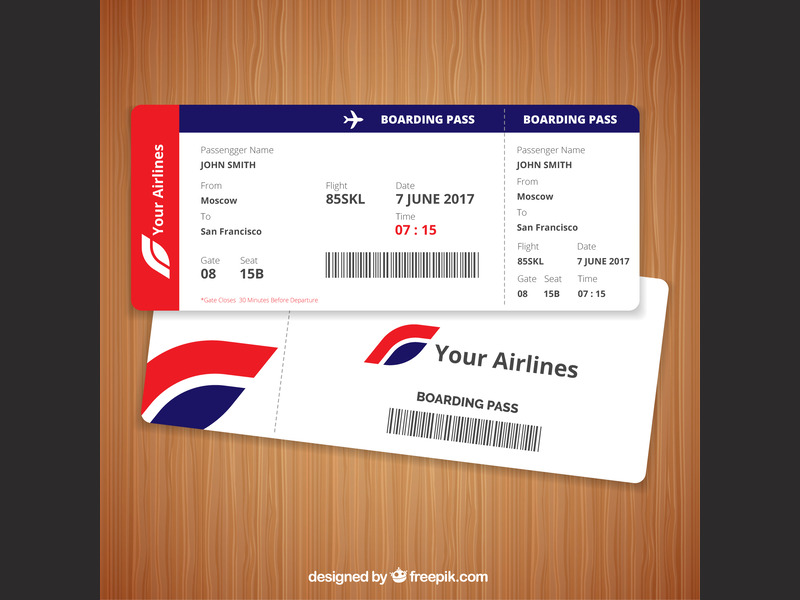 Your Airlines
BOARDING PASS
Passengger Name
JOHN SMITH
From
Moscow
To
San Francisco
Flight
85SKL
Date
7 JUNE 2017
Time
07 : 15
Gate
08
Seat
15B
*Gate Closes 30 Minutes Before Departure
BOARDING PASS
Passenger Name
JOHN SMITH
From
Moscow
To
San Francisco
Flight Date
85SKL 7 JUNE 2017
Gate Seat Time
08 15B 07 : 15
Your Airlines
BOARDING PASS
designed by freepik.com